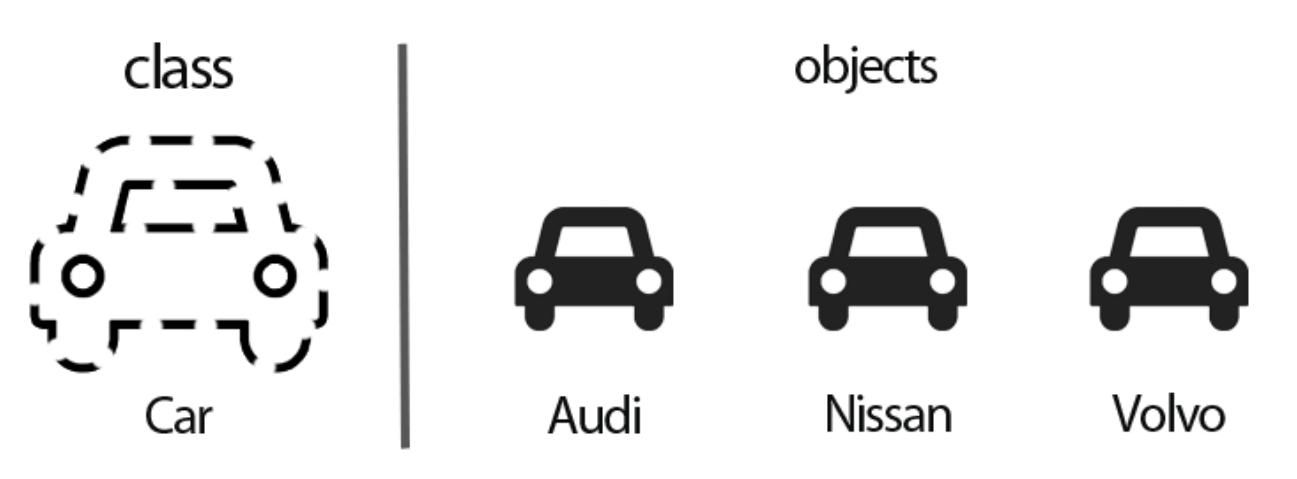 class
objects
Car
Audi
Nissan
Volvo